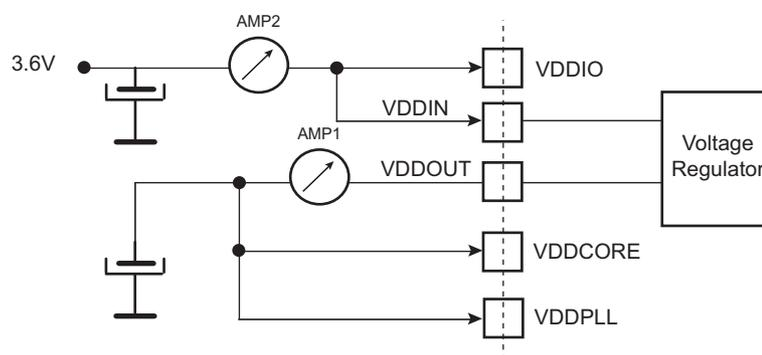 AMP2
3.6V
VDDIO
VDDIN
AMP1
Voltage
Regulator
VDDOUT
VDDCORE
VDDPLL